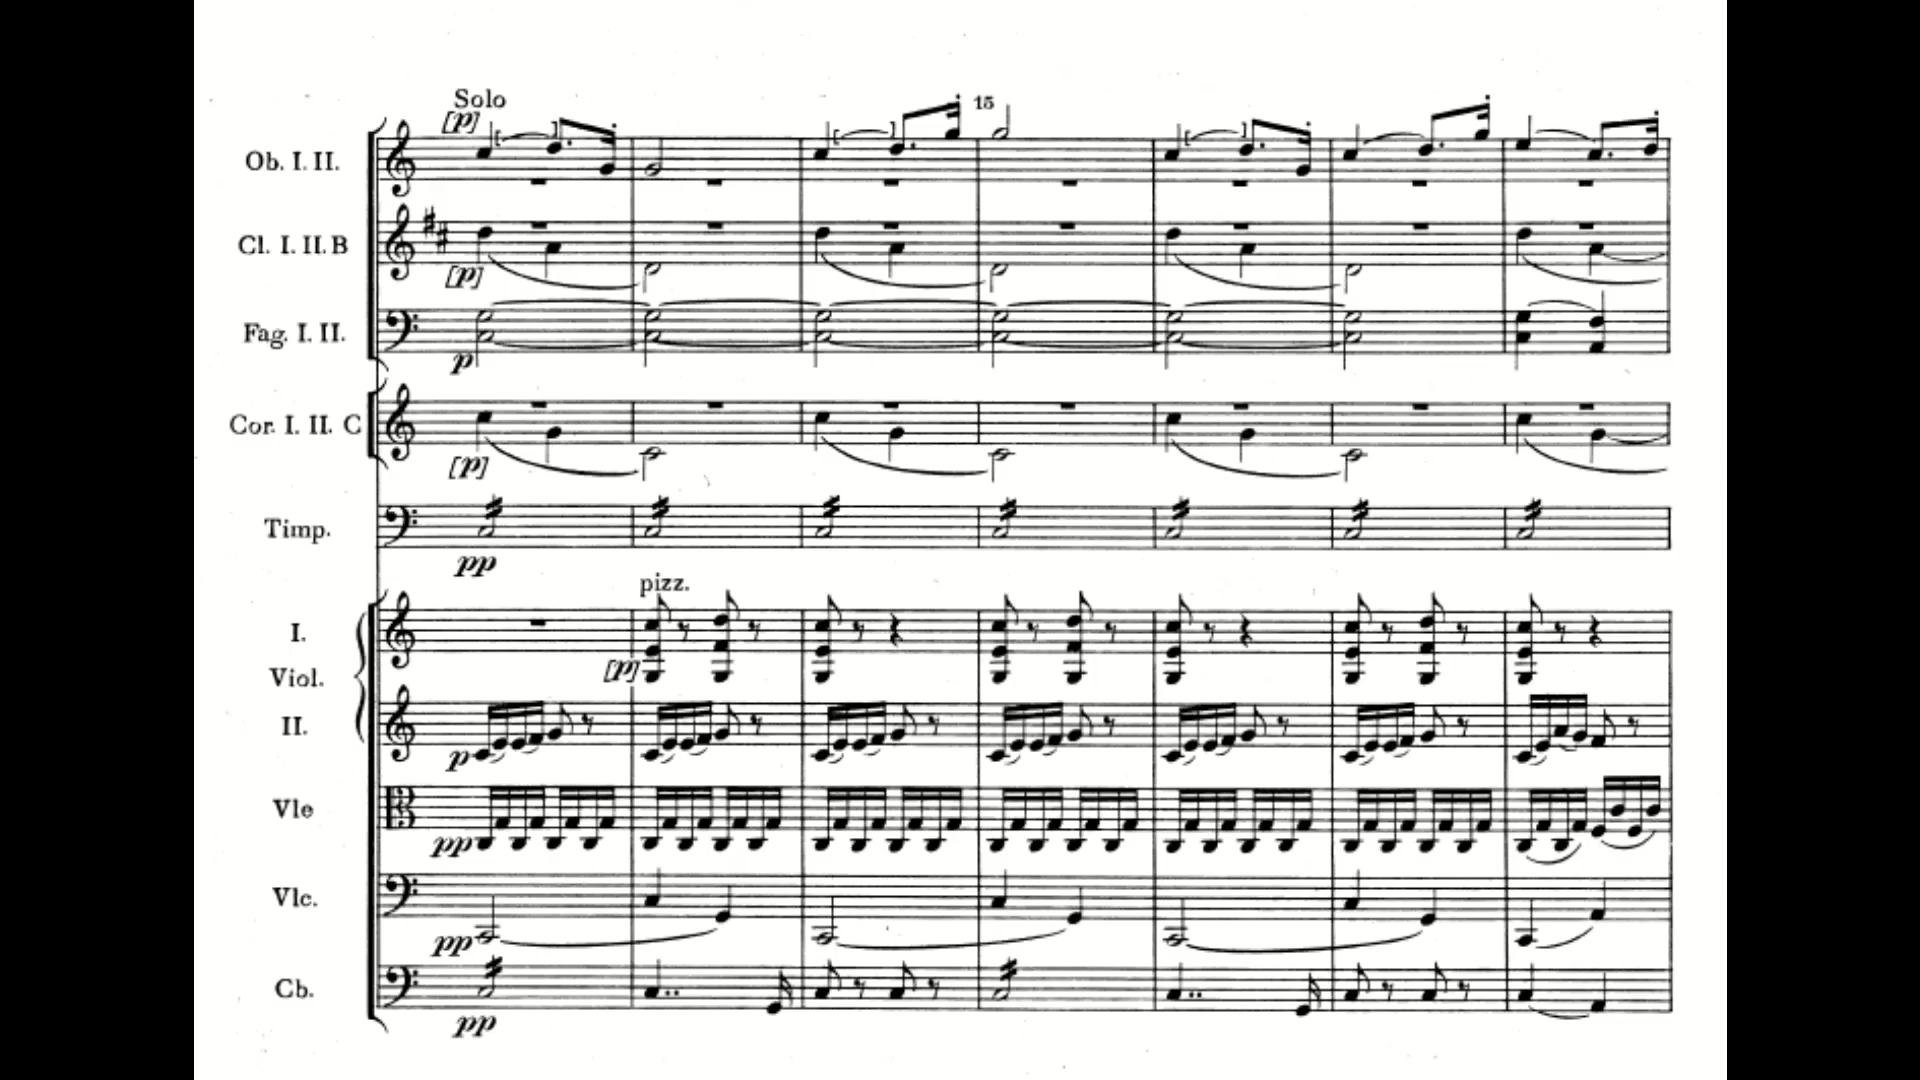 Solo
[p]
15
Ob. I. II.
Cl. I. II. B
[p]
Fag. I. II.
p
Cor. I. II. C
[p]
Timp.
pp
pizz.
I.
[p]
Viol.
II.
p
Vle
pp
Vlc.
pp
Cb.
pp